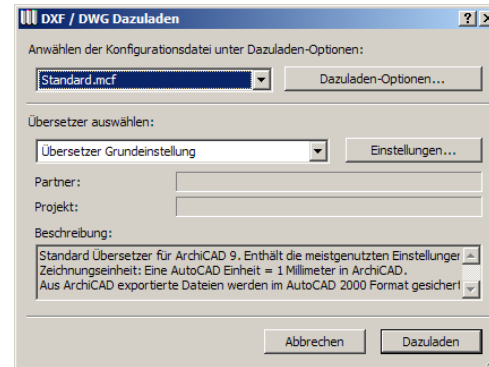 DXF / DWG Dazuladen
Anwählen der Konfigurationsdatei unter Dazuladen-Optionen:
Standard.mcf
Dazuladen-Optionen...
Übersetzer auswählen:
Übersetzer Grundeinstellung
Einstellungen...
Partner:
Projekt:
Beschreibung:
Standard Übersetzer für ArchiCAD 9. Enthält die meistgenutzten Einstellungen
Zeichnungseinheit: Eine AutoCAD Einheit = 1 Millimeter in ArchiCAD.
Aus ArchiCAD exportierte Dateien werden im AutoCAD 2000 Format gesichert
Abbrechen
Dazuladen